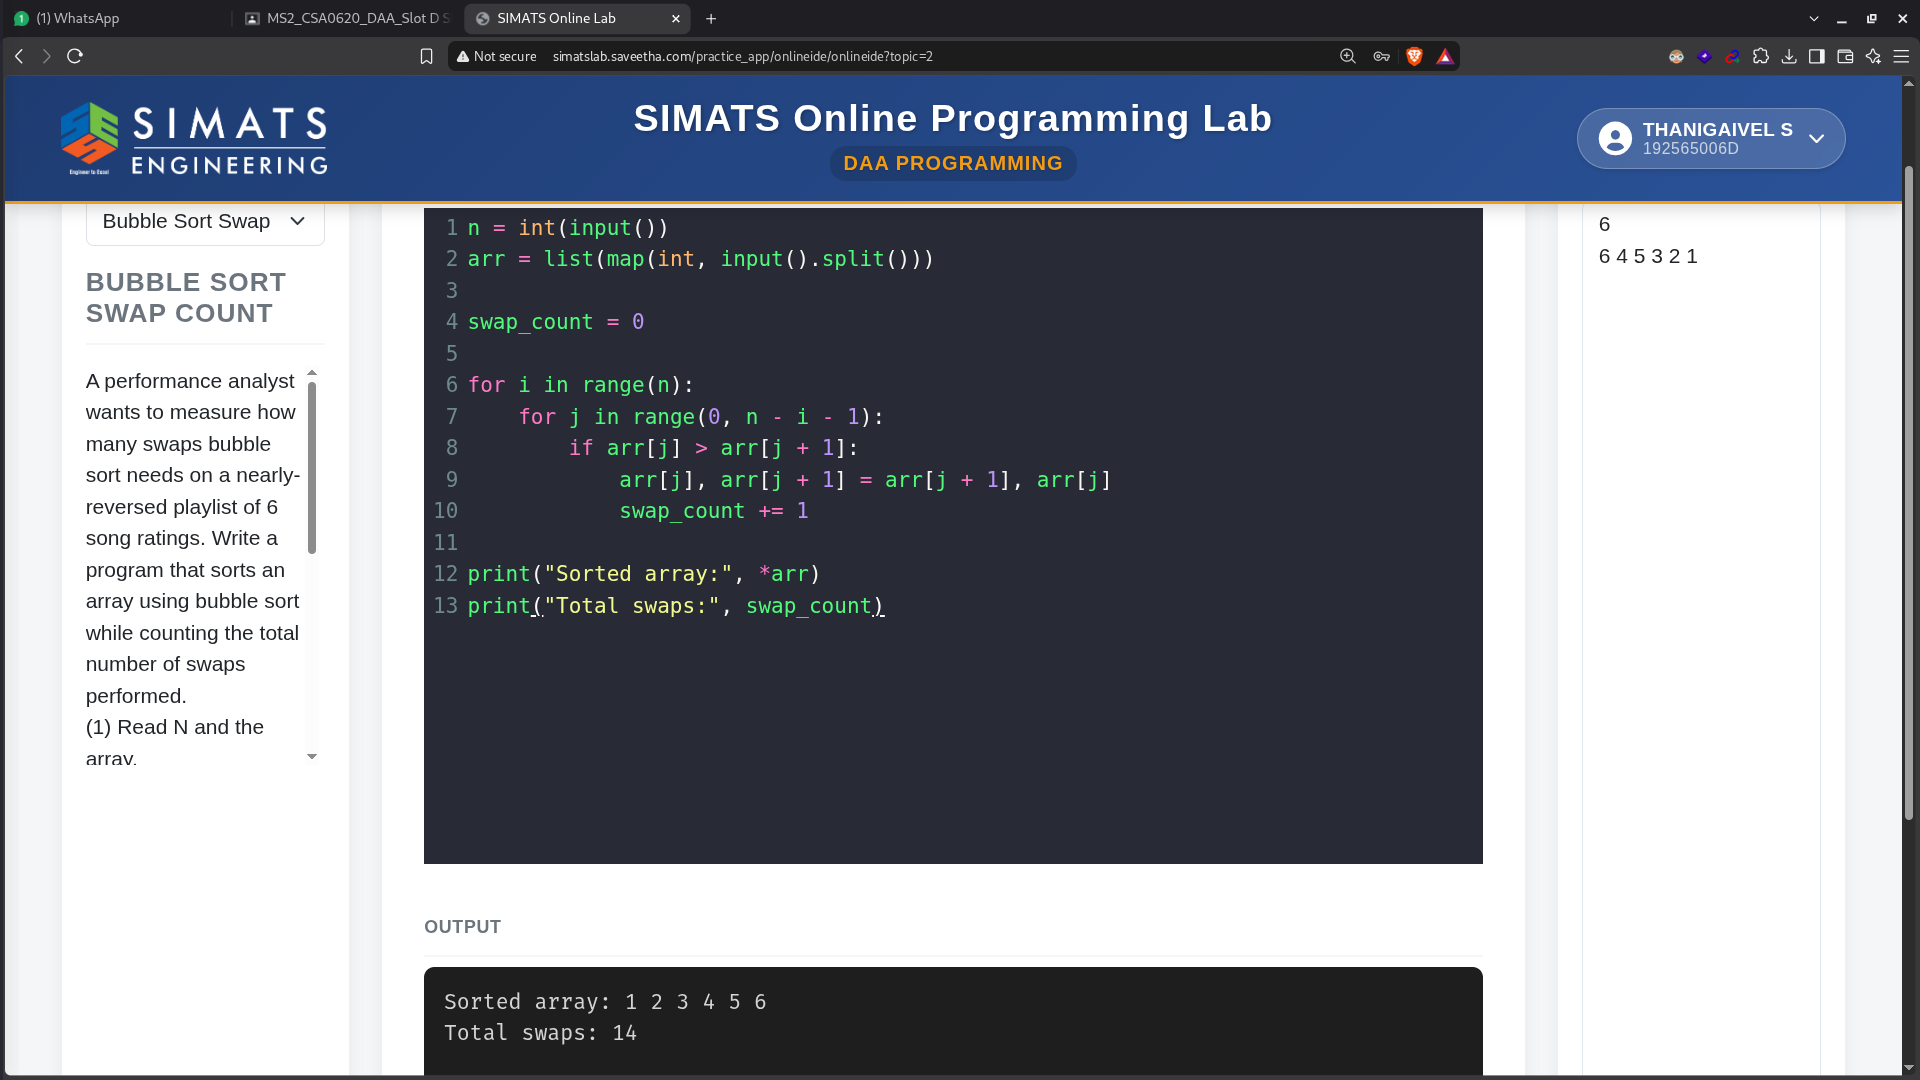 (1) WhatsApp
MS2_CSA0620_DAA_Slot D S
SIMATS Online Lab
Not secure
simatslab.saveetha.com/practice_app/onlineide/onlineide?topic=2
SIMATS
ENGINEERING
Engineer to Excel
SIMATS Online Programming Lab
DAA PROGRAMMING
THANIGAIVEL S
192565006D
Bubble Sort Swap
BUBBLE SORT
SWAP COUNT
A performance analyst
wants to measure how
many swaps bubble
sort needs on a nearly-
reversed playlist of 6
song ratings. Write a
program that sorts an
array using bubble sort
while counting the total
number of swaps
performed.
(1) Read N and the
array.
1 n = int(input())
2 arr = list(map(int, input().split()))
3
4 swap_count = 0
5
6 for i in range(n):
7     for j in range(0, n - i - 1):
8         if arr[j] > arr[j + 1]:
9             arr[j], arr[j + 1] = arr[j + 1], arr[j]
10             swap_count += 1
11
12 print("Sorted array:", *arr)
13 print("Total swaps:", swap_count)
OUTPUT
Sorted array: 1 2 3 4 5 6
Total swaps: 14
6
6 4 5 3 2 1